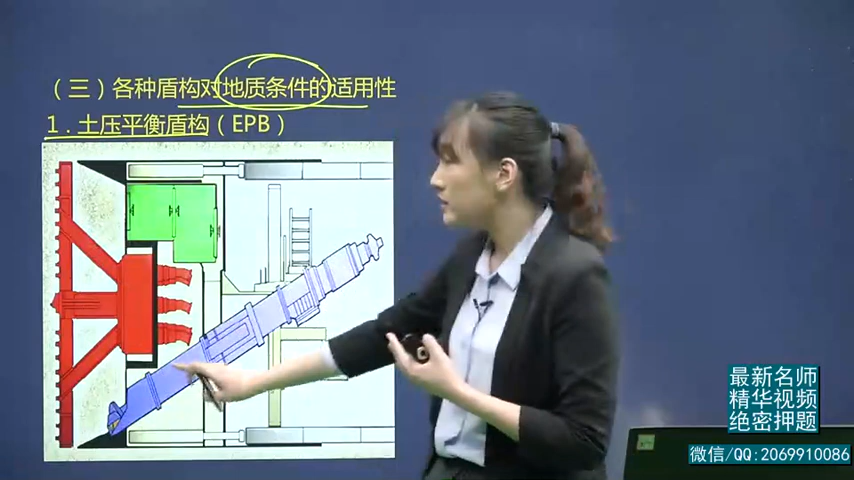 （三）各种盾构对地质条件的适用性
1．土压平衡盾构（EPB）
最新名师
精华视频
绝密押题
微信/QQ:2069910086